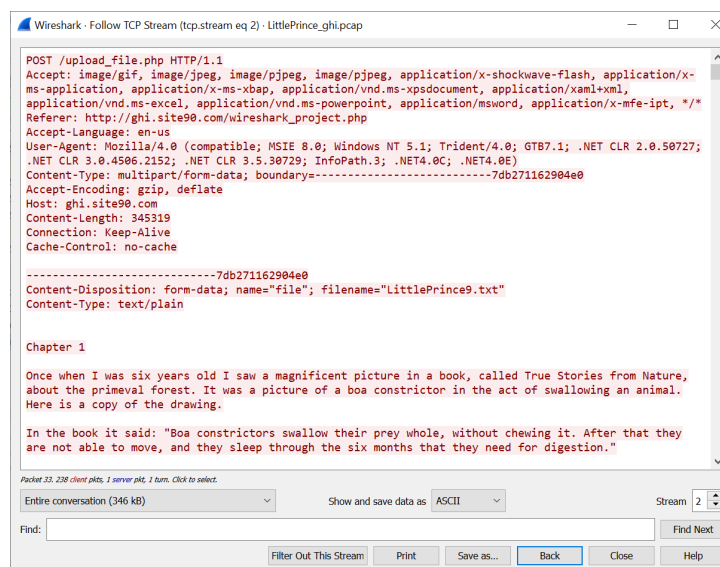 Wireshark · Follow TCP Stream (tcp.stream eq 2) · LittlePrince_ghi.pcap
POST /upload_file.php HTTP/1.1
Accept: image/gif, image/jpeg, image/pjpeg, image/pjpeg, application/x-shockwave-flash, application/x-
ms-application, application/x-ms-xbap, application/vnd.ms-xpsdocument, application/xaml+xml,
application/vnd.ms-excel, application/vnd.ms-powerpoint, application/msword, application/x-mfe-ipt, */*
Referer: http://ghi.site90.com/wireshark_project.php
Accept-Language: en-us
User-Agent: Mozilla/4.0 (compatible; MSIE 8.0; Windows NT 5.1; Trident/4.0; GTB7.1; .NET CLR 2.0.50727;
.NET CLR 3.0.4506.2152; .NET CLR 3.5.30729; InfoPath.3; .NET4.0C; .NET4.0E)
Content-Type: multipart/form-data; boundary=---------------------------7db271162904e0
Accept-Encoding: gzip, deflate
Host: ghi.site90.com
Content-Length: 345319
Connection: Keep-Alive
Cache-Control: no-cache
-----------------------------7db271162904e0
Content-Disposition: form-data; name="file"; filename="LittlePrince9.txt"
Content-Type: text/plain
Chapter 1
Once when I was six years old I saw a magnificent picture in a book, called True Stories from Nature,
about the primeval forest. It was a picture of a boa constrictor in the act of swallowing an animal.
Here is a copy of the drawing.
In the book it said: "Boa constrictors swallow their prey whole, without chewing it. After that they
are not able to move, and they sleep through the six months that they need for digestion."
Packet 33. 238 client pkts, 1 server pkt, 1 turn. Click to select.
Entire conversation (346 kB) Show and save data as ASCII Stream 2
Find: Find Next
Filter Out This Stream Print Save as... Back Close Help